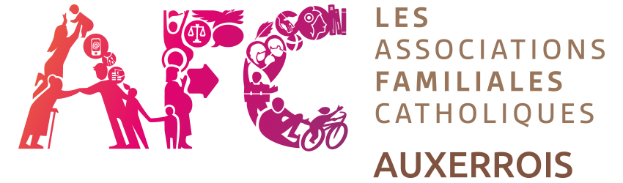 AFC
LES
ASSOCIATIONS
FAMILIALES
CATHOLIQUES
AUXERROIS